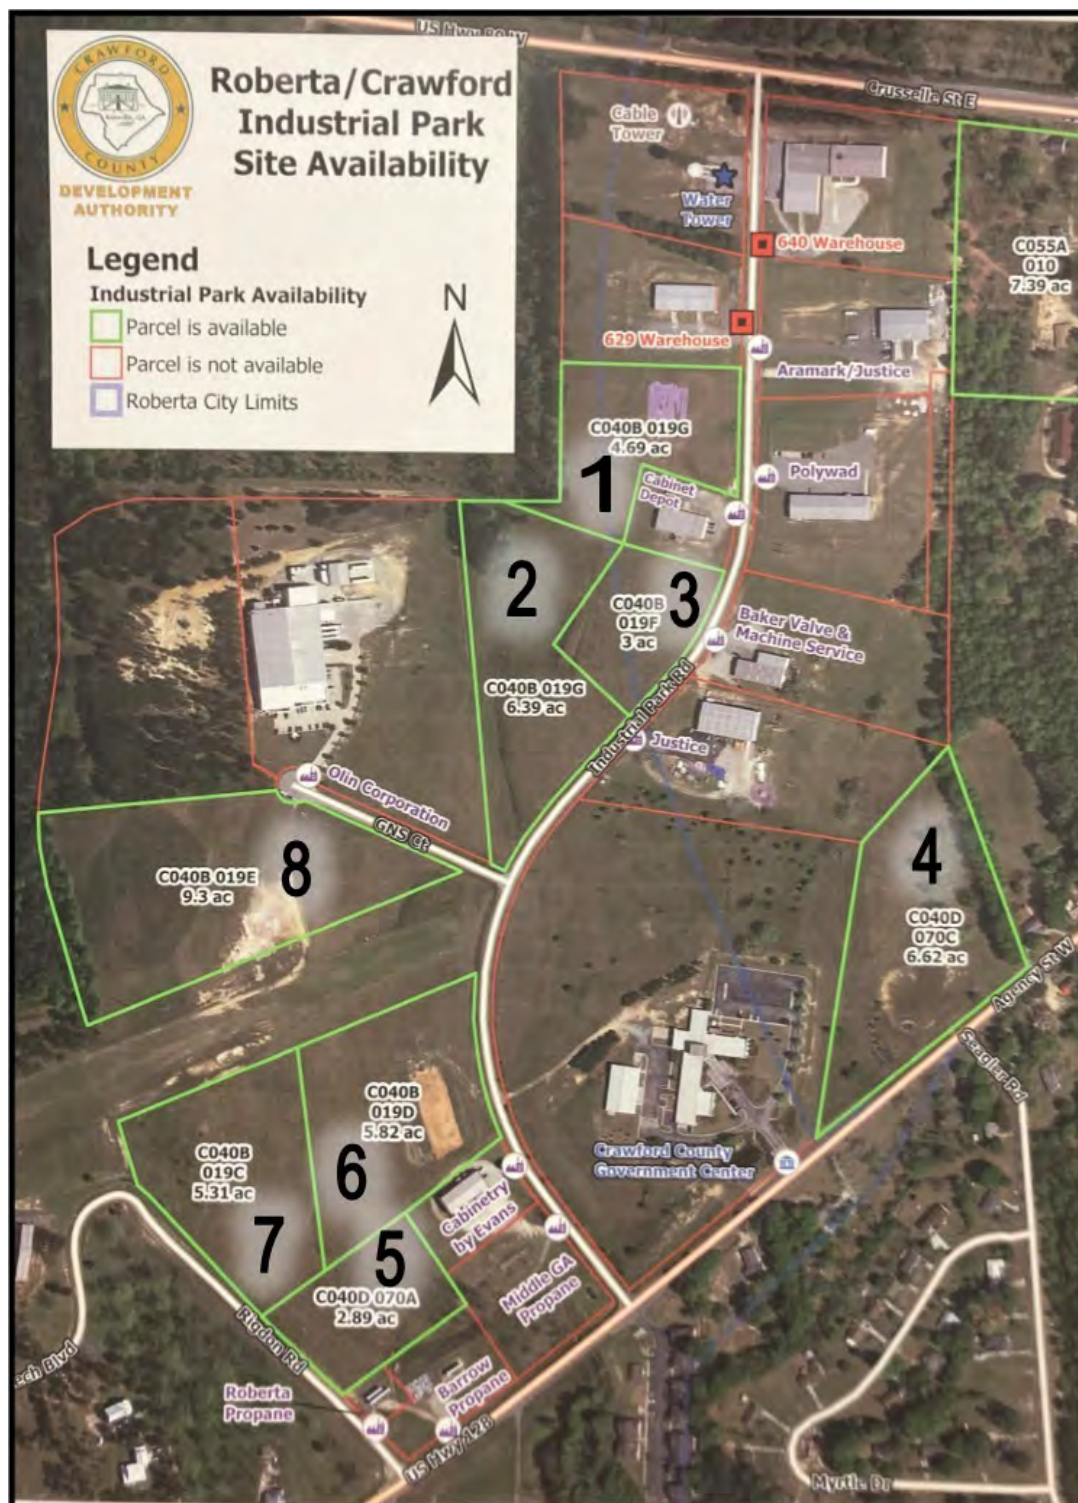 US Hwy 80 W
Crusselle St E
CRAWFORD
COUNTY
DEVELOPMENT
AUTHORITY
Roberta/Crawford
Industrial Park
Site Availability
Legend
Industrial Park Availability
Parcel is available
Parcel is not available
Roberta City Limits
N
Cable
Tower
Water
Tower
640 Warehouse
C055A
010
7.39 ac
629 Warehouse
Aramark/Justice
C040B 019G
4.69 ac
1
Cabinet
Depot
Polywad
2
3
C040B
019F
3 ac
Baker Valve &
Machine Service
C040B 019G
6.39 ac
Industrial Park Rd
Justice
Olin Corporation
GNS Ct
C040B 019E
9.3 ac
8
4
C040D
070C
6.62 ac
Agency St W
Seagler Rd
C040B
019D
5.82 ac
6
C040B
019C
5.31 ac
7
Crawford County
Government Center
Cabinetry
by Evans
5
C040D 070A
2.89 ac
Middle GA
Propane
Rigdon Rd
ech Blvd
Roberta
Propane
Barrow
Propane
US Hwy 128
Myrtle Dr